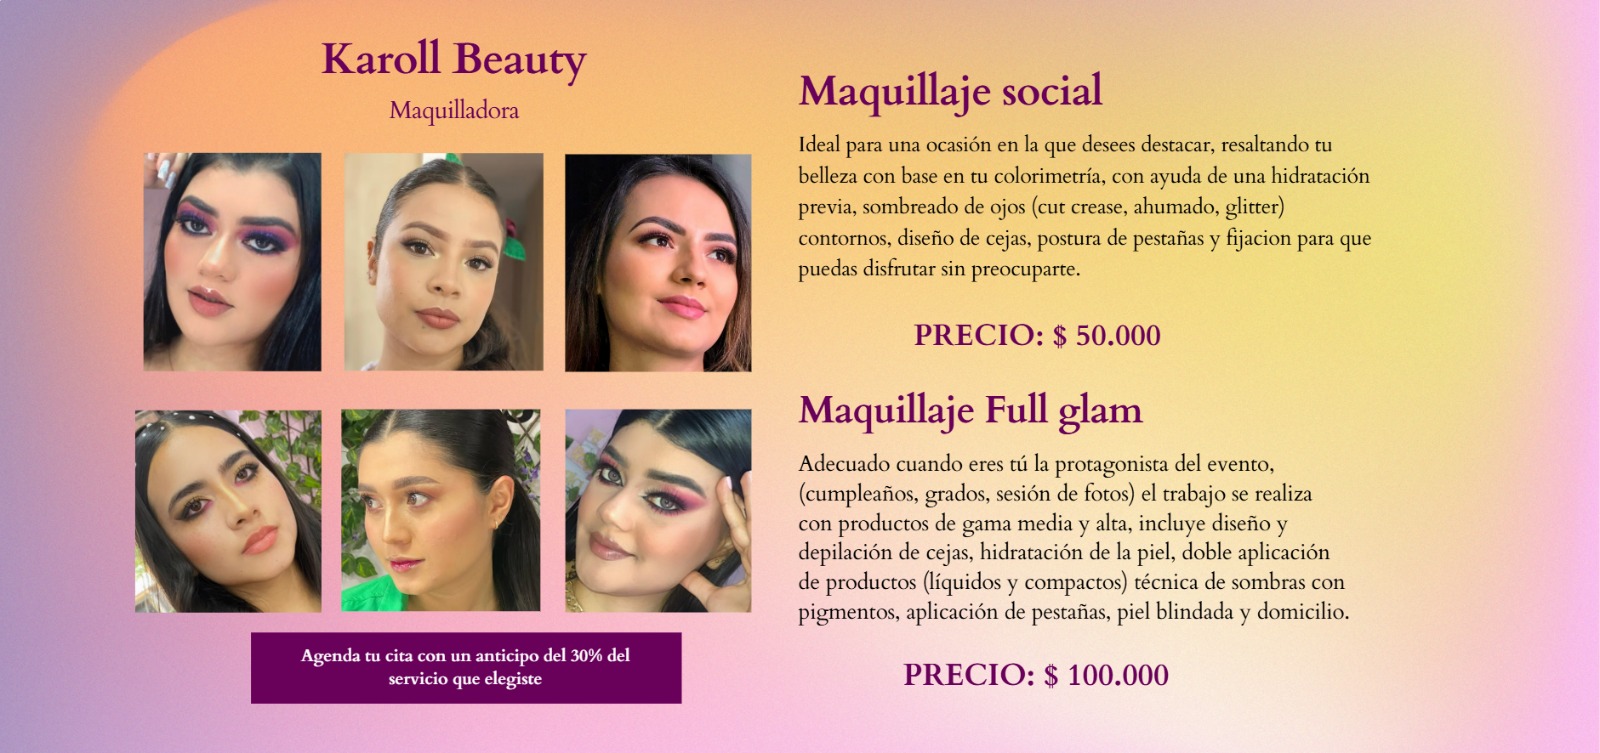 Karoll Beauty
Maquilladora
Agenda tu cita con un anticipo del 30% del
servicio que elegiste
Maquillaje social
Ideal para una ocasión en la que desees destacar, resaltando tu
belleza con base en tu colorimetría, con ayuda de una hidratación
previa, sombreado de ojos (cut crease, ahumado, glitter)
contornos, diseño de cejas, postura de pestañas y fijacion para que
puedas disfrutar sin preocuparte.
PRECIO: $ 50.000
Maquillaje Full glam
Adecuado cuando eres tú la protagonista del evento,
(cumpleaños, grados, sesión de fotos) el trabajo se realiza
con productos de gama media y alta, incluye diseño y
depilación de cejas, hidratación de la piel, doble aplicación
de productos (líquidos y compactos) técnica de sombras con
pigmentos, aplicación de pestañas, piel blindada y domicilio.
PRECIO: $ 100.000